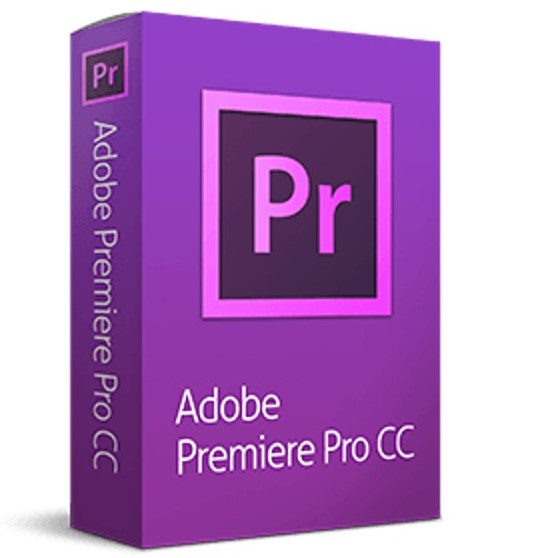 Pr
Adobe Premiere Pro CC
Pr
Adobe
Premiere Pro CC